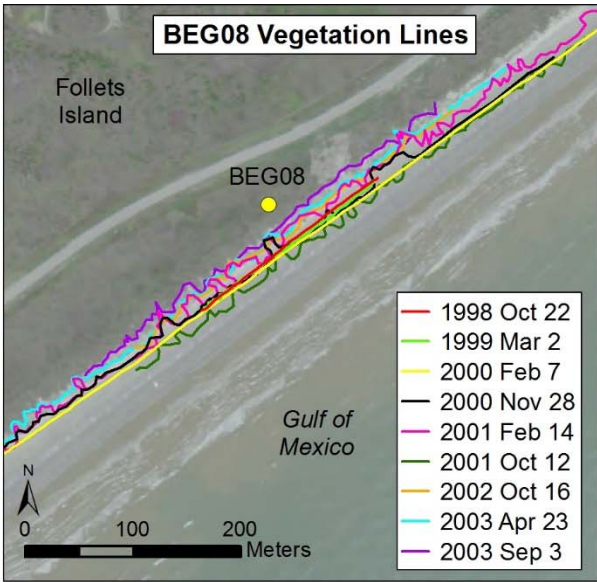 BEG08 Vegetation Lines
Follets
Island
BEG08
1998 Oct 22
1999 Mar 2
2000 Feb 7
2000 Nov 28
2001 Feb 14
2001 Oct 12
2002 Oct 16
2003 Apr 23
2003 Sep 3
Gulf of
Mexico
N
0 100 200
Meters